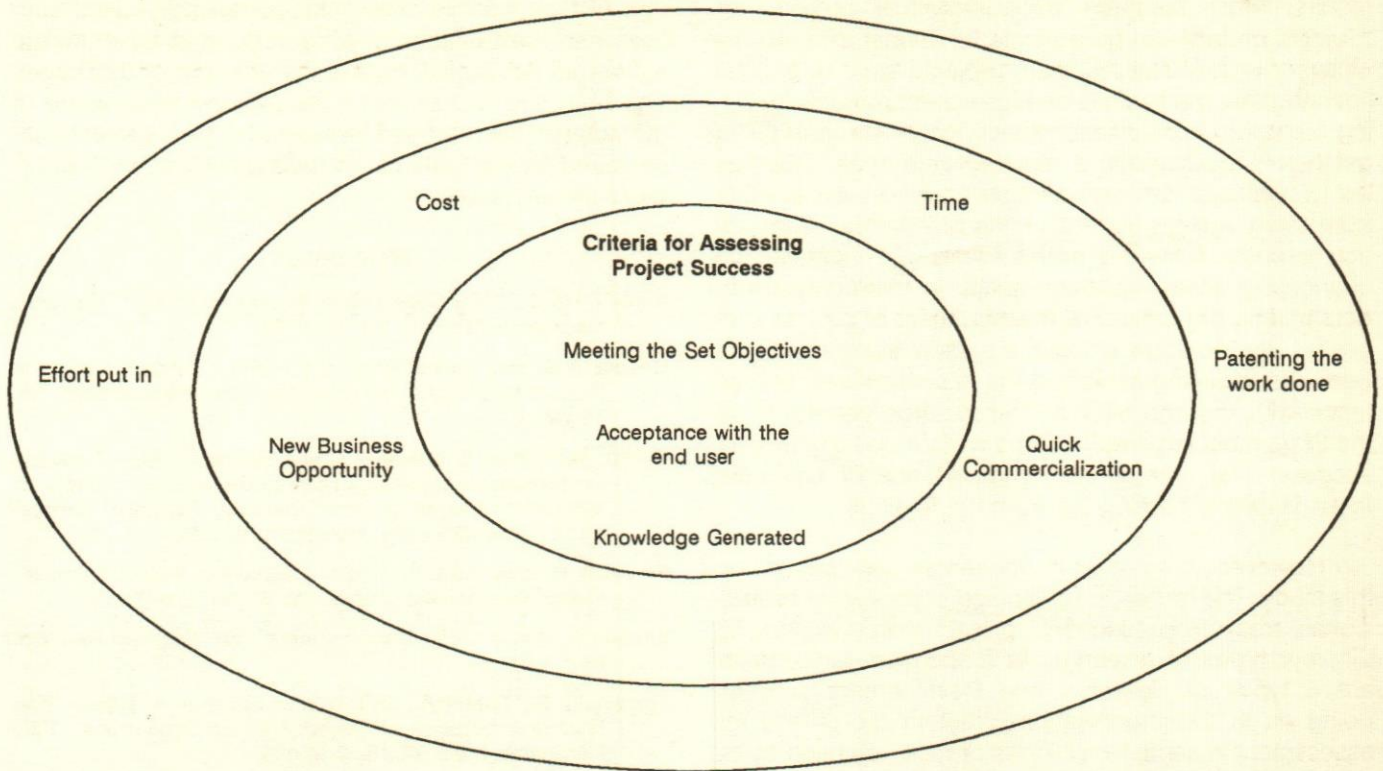 Cost
Time
Criteria for Assessing
Project Success
Meeting the Set Objectives
Effort put in
Patenting the
work done
Acceptance with the
end user
New Business
Opportunity
Quick
Commercialization
Knowledge Generated